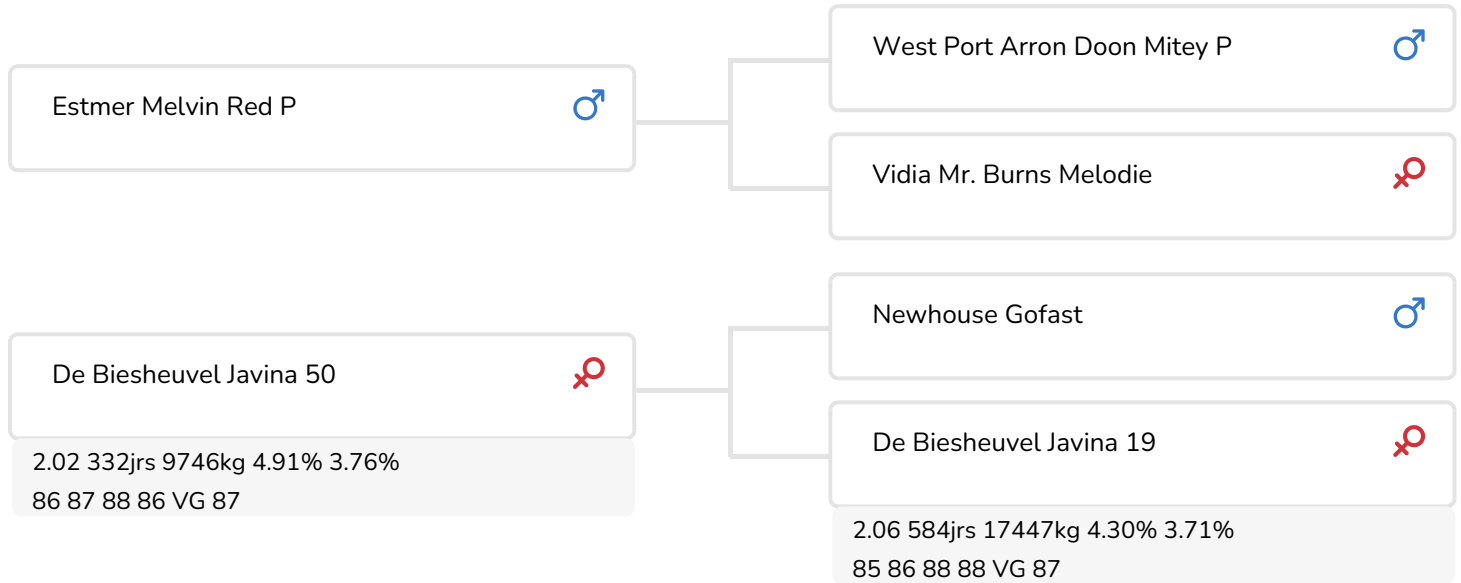 West Port Arron Doon Mitey P
Estmer Melvin Red P
Vidia Mr. Burns Melodie
Newhouse Gofast
De Biesheuvel Javina 50
2.02 332jrs 9746kg 4.91% 3.76%
86 87 88 86 VG 87
De Biesheuvel Javina 19
2.06 584jrs 17447kg 4.30% 3.71%
85 86 88 88 VG 87